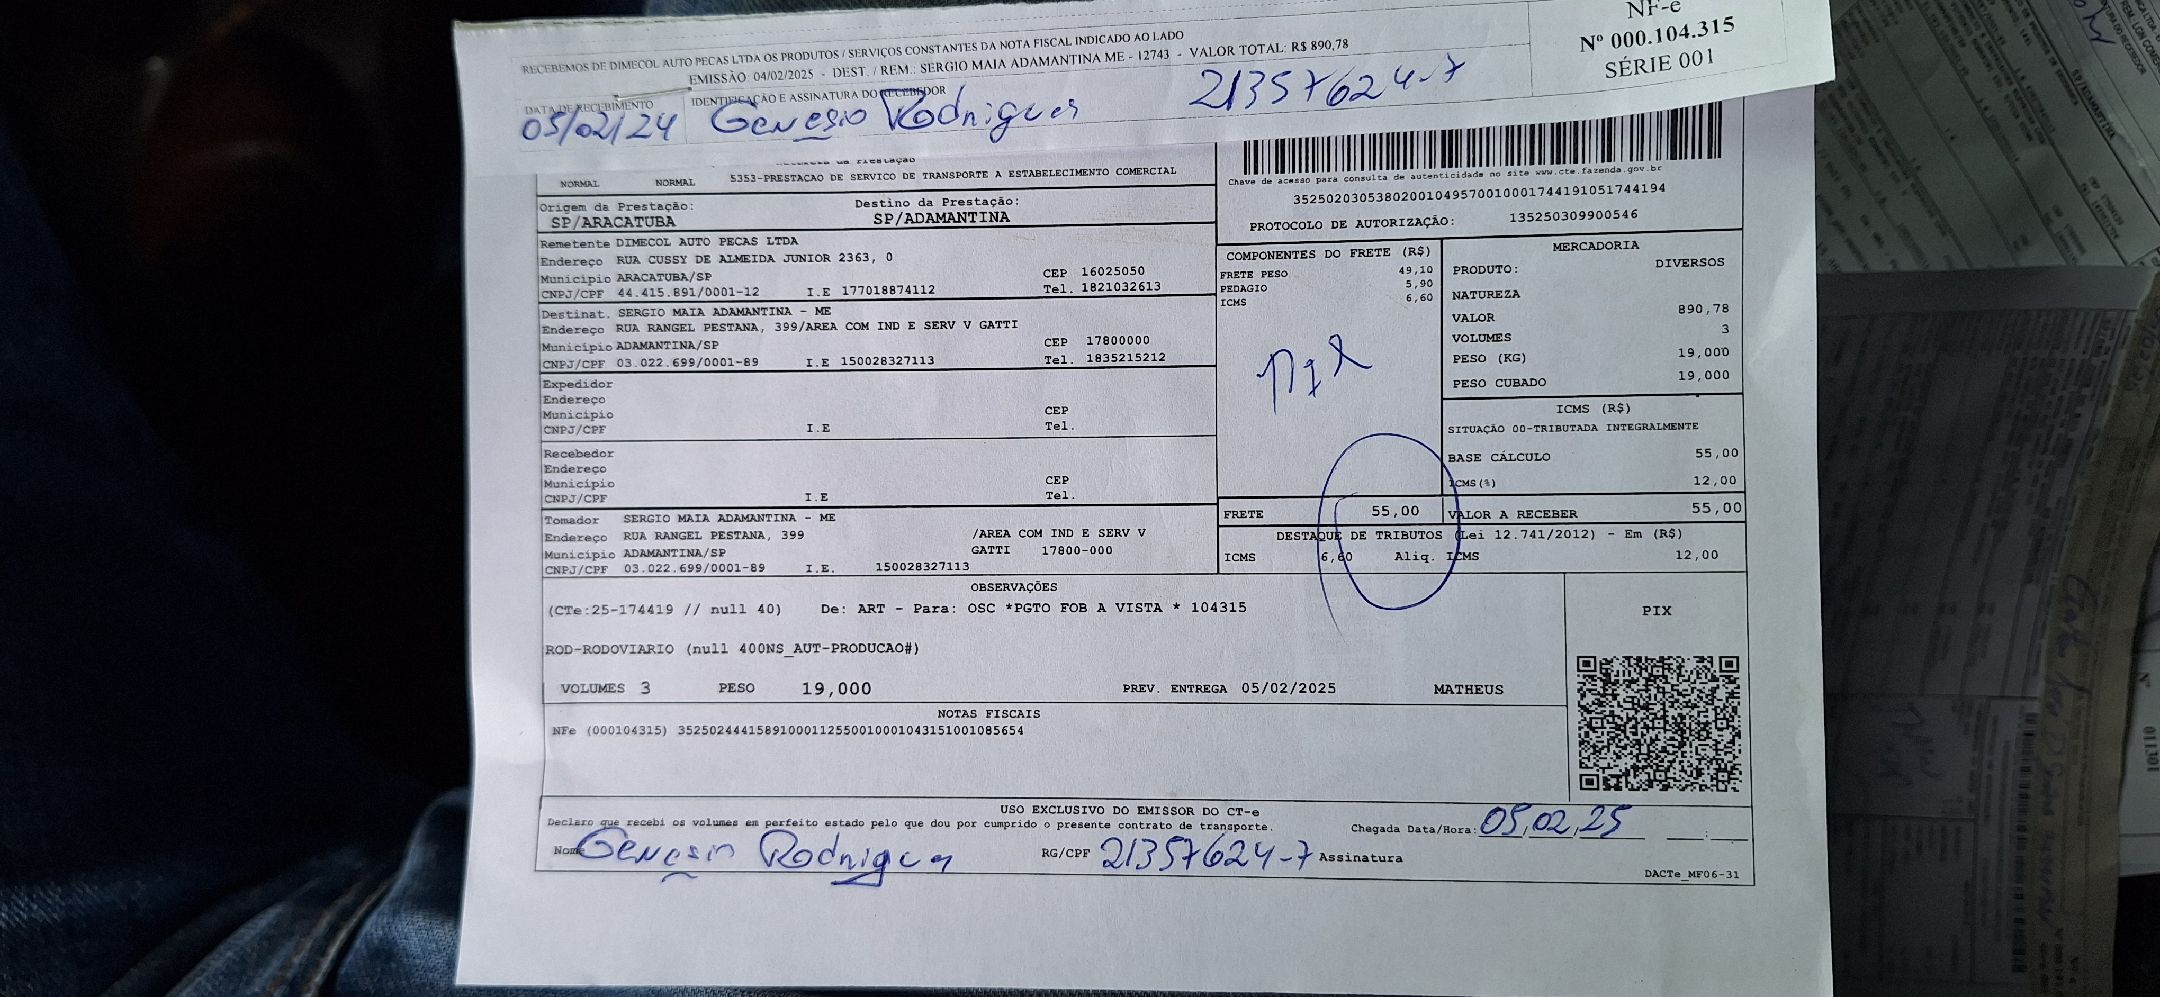 RECEBEMOS DE DIMECOL AUTO PECAS LTDA OS PRODUTOS / SERVIÇOS CONSTANTES DA NOTA FISCAL INDICADO AO LADO
EMISSÃO: 04/02/2025 - DEST. / REM.: SERGIO MAIA ADAMANTINA ME - 12743 - VALOR TOTAL: R$ 890,78
NF-e
Nº 000.104.315
SÉRIE 001
DATA DE RECEBIMENTO IDENTIFICAÇÃO E ASSINATURA DO RECEBEDOR
05/02/24 Genesio Rodrigues 21357624-7
NORMAL NORMAL 5353-PRESTACAO DE SERVICO DE TRANSPORTE A ESTABELECIMENTO COMERCIAL
Origem da Prestação: Destino da Prestação:
SP/ARACATUBA SP/ADAMANTINA
Chave de acesso para consulta de autenticidade no site www.cte.fazenda.gov.br
35250203053802001049570010001744191051744194
PROTOCOLO DE AUTORIZAÇÃO: 135250309900546
Remetente DIMECOL AUTO PECAS LTDA
Endereço RUA CUSSY DE ALMEIDA JUNIOR 2363, 0
Município ARACATUBA/SP CEP 16025050
CNPJ/CPF 44.415.891/0001-12 I.E 177018874112 Tel. 1821032613
Destinat. SERGIO MAIA ADAMANTINA - ME
Endereço RUA RANGEL PESTANA, 399/AREA COM IND E SERV V GATTI
Município ADAMANTINA/SP CEP 17800000
CNPJ/CPF 03.022.699/0001-89 I.E 150028327113 Tel. 1835215212
Expedidor
Endereço
Município CEP
CNPJ/CPF I.E Tel.
Recebedor
Endereço
Município CEP
CNPJ/CPF I.E Tel.
Tomador SERGIO MAIA ADAMANTINA - ME
Endereço RUA RANGEL PESTANA, 399 /AREA COM IND E SERV V
Município ADAMANTINA/SP GATTI 17800-000
CNPJ/CPF 03.022.699/0001-89 I.E. 150028327113
COMPONENTES DO FRETE (R$)
FRETE PESO 49,10
PEDAGIO 5,90
ICMS 6,60
MERCADORIA
PRODUTO: DIVERSOS
NATUREZA
VALOR 890,78
VOLUMES 3
PESO (KG) 19,000
PESO CUBADO 19,000
ICMS (R$)
SITUAÇÃO 00-TRIBUTADA INTEGRALMENTE
BASE CÁLCULO 55,00
ICMS(%) 12,00
FRETE 55,00 VALOR A RECEBER 55,00
DESTAQUE DE TRIBUTOS (Lei 12.741/2012) - Em (R$)
ICMS 6,60 Aliq. ICMS 12,00
OBSERVAÇÕES
(CTe:25-174419 // null 40) De: ART - Para: OSC *PGTO FOB A VISTA * 104315
ROD-RODOVIARIO (null 400NS_AUT-PRODUCAO#)
VOLUMES 3 PESO 19,000 PREV. ENTREGA 05/02/2025 MATHEUS
PIX
NOTAS FISCAIS
NFe (000104315) 35250244415891000112550010001043151001085654
USO EXCLUSIVO DO EMISSOR DO CT-e
Declaro que recebi os volumes em perfeito estado pelo que dou por cumprido o presente contrato de transporte.
Chegada Data/Hora: 05,02,25 :
Nome Genesio Rodrigues RG/CPF 21357624-7 Assinatura
DACTe_MF06-31